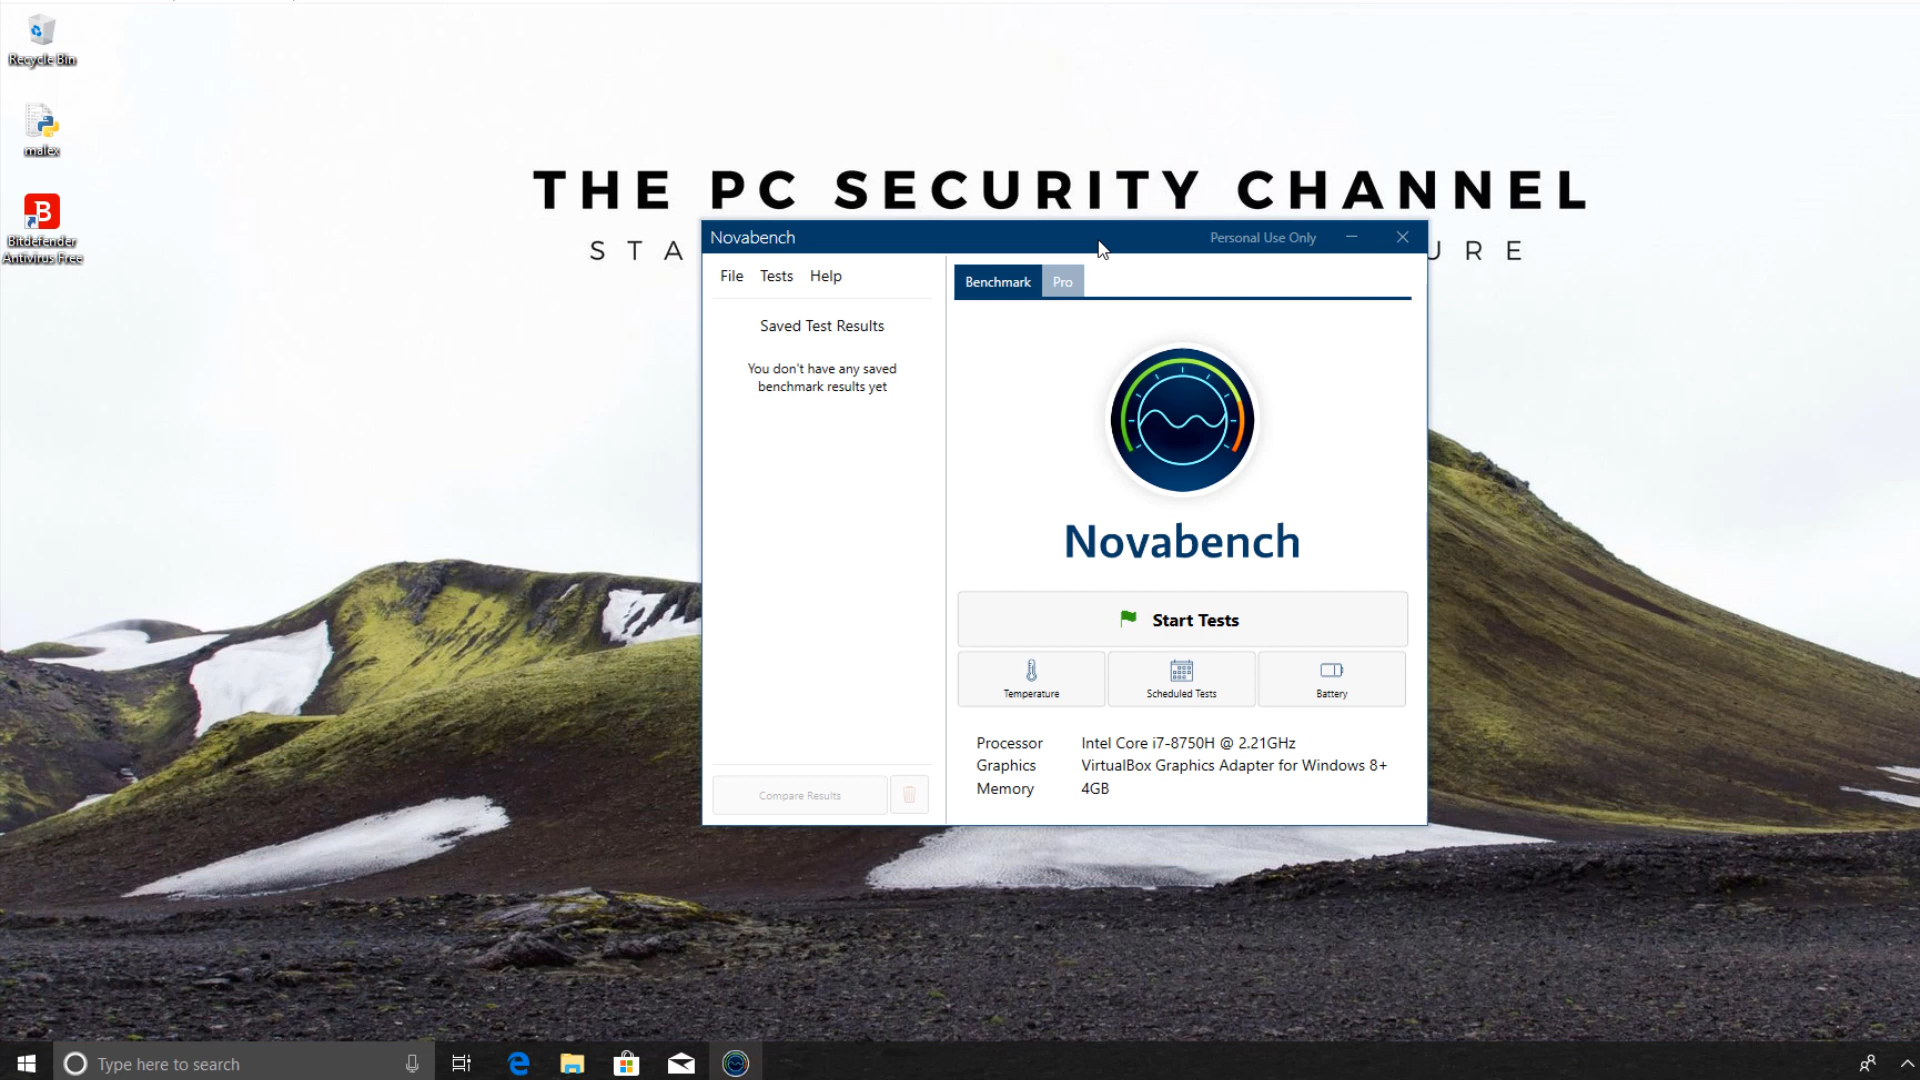 Recycle Bin
malex
Bitdefender
Antivirus Free
THE PC SECURITY CHANNEL
STA
URE
Novabench
Personal Use Only
File Tests Help
Saved Test Results
You don't have any saved
benchmark results yet
Compare Results
Benchmark Pro
Novabench
Start Tests
Temperature
Scheduled Tests
Battery
Processor Intel Core i7-8750H @ 2.21GHz
Graphics VirtualBox Graphics Adapter for Windows 8+
Memory 4GB
Type here to search